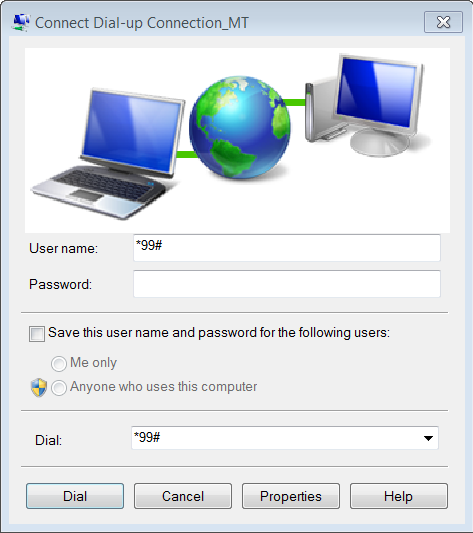 Connect Dial-up Connection_MT
User name: *99#
Password:
Save this user name and password for the following users:
Me only
Anyone who uses this computer
Dial: *99#
Dial Cancel Properties Help